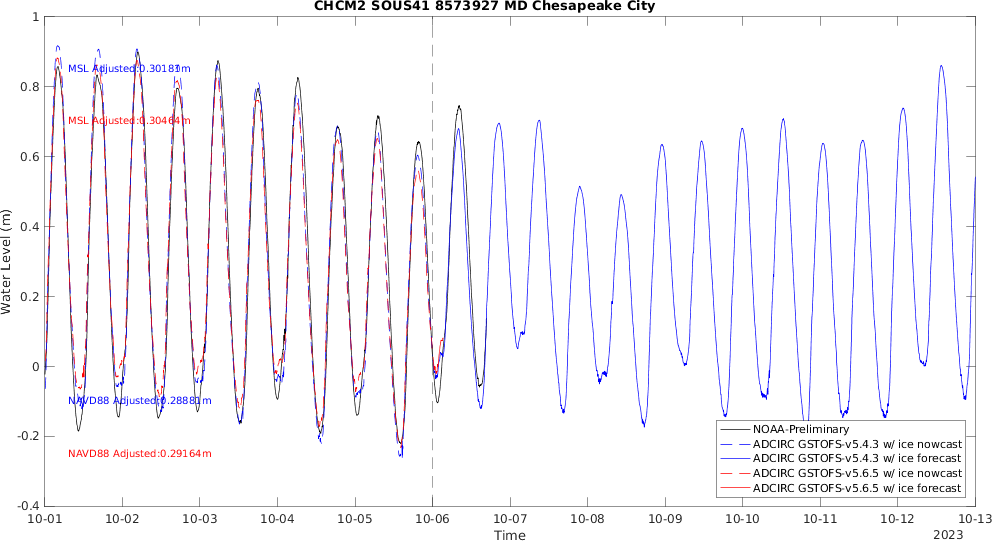 CHCM2 SOUS41 8573927 MD Chesapeake City
1
0.8
0.6
0.4
0.2
0
-0.2
-0.4
Water Level (m)
MSL Adjusted:0.30183m
MSL Adjusted:0.30464m
NAVD88 Adjusted:0.28881m
NAVD88 Adjusted:0.29164m
NOAA-Preliminary
ADCIRC GSTOFS-v5.4.3 w/ ice nowcast
ADCIRC GSTOFS-v5.4.3 w/ ice forecast
ADCIRC GSTOFS-v5.6.5 w/ ice nowcast
ADCIRC GSTOFS-v5.6.5 w/ ice forecast
10-01 10-02 10-03 10-04 10-05 10-06 10-07 10-08 10-09 10-10 10-11 10-12 10-13
Time
2023